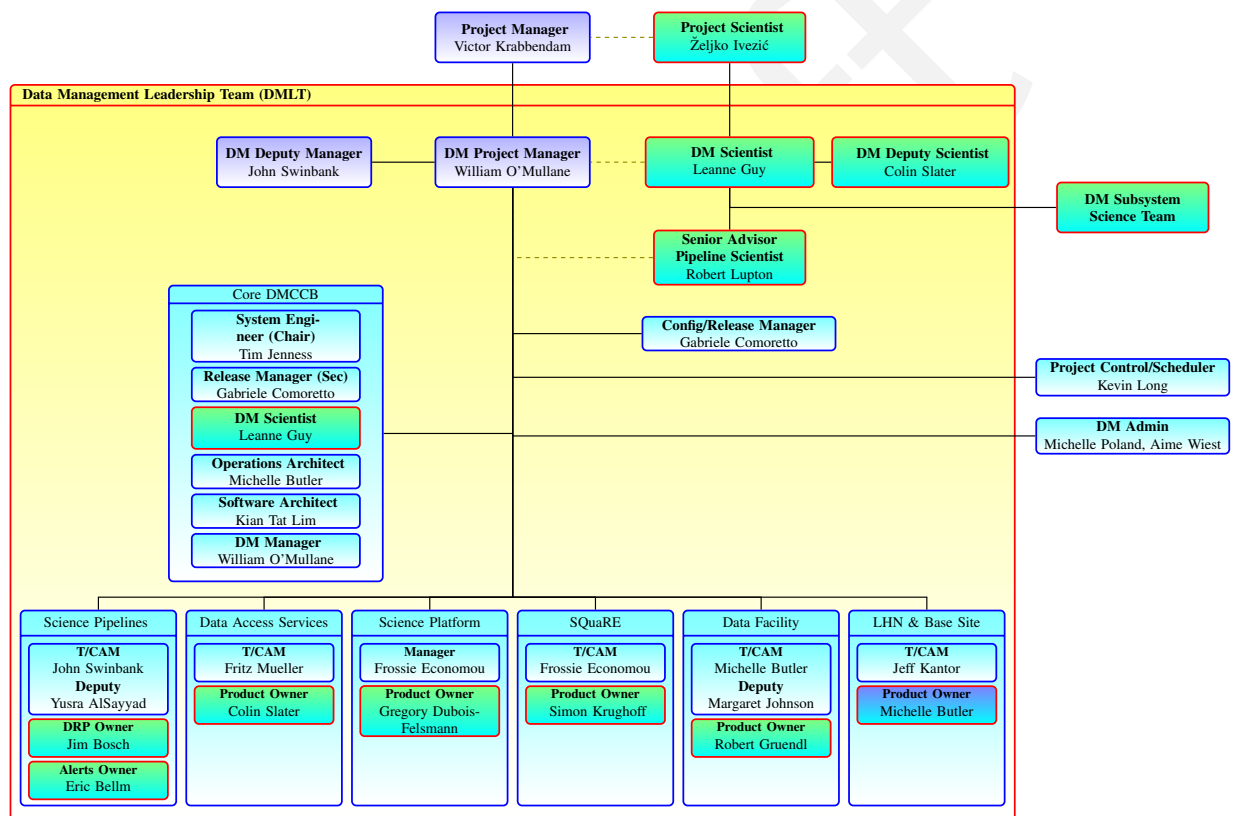 Project Manager
Victor Krabbendam
Project Scientist
Željko Ivezić
Data Management Leadership Team (DMLT)
DM Deputy Manager
John Swinbank
DM Project Manager
William O'Mullane
DM Scientist
Leanne Guy
DM Deputy Scientist
Colin Slater
DM Subsystem
Science Team
Senior Advisor
Pipeline Scientist
Robert Lupton
Core DMCCB
System Engi-
neer (Chair)
Tim Jenness
Release Manager (Sec)
Gabriele Comoretto
DM Scientist
Leanne Guy
Operations Architect
Michelle Butler
Software Architect
Kian Tat Lim
DM Manager
William O'Mullane
Config/Release Manager
Gabriele Comoretto
Project Control/Scheduler
Kevin Long
DM Admin
Michelle Poland, Aime Wiest
Science Pipelines
T/CAM
John Swinbank
Deputy
Yusra AlSayyad
DRP Owner
Jim Bosch
Alerts Owner
Eric Bellm
Data Access Services
T/CAM
Fritz Mueller
Product Owner
Colin Slater
Science Platform
Manager
Frossie Economou
Product Owner
Gregory Dubois-
Felsmann
SQuaRE
T/CAM
Frossie Economou
Product Owner
Simon Krughoff
Data Facility
T/CAM
Michelle Butler
Deputy
Margaret Johnson
Product Owner
Robert Gruendl
LHN & Base Site
T/CAM
Jeff Kantor
Product Owner
Michelle Butler